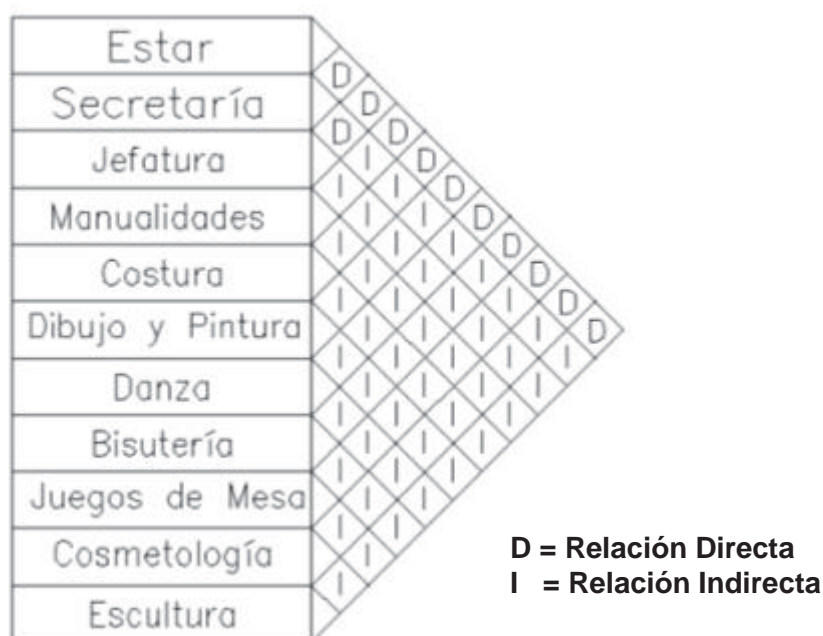 Estar
D
Secretaría D
D D
Jefatura I D
I I D
Manualidades I I D
I I I D
Costura I I I D
I I I I D
Dibujo y Pintura I I I I D
I I I I I
Danza I I I I
I I I I
Bisutería I I I
I I I
Juegos de Mesa I I
I I
Cosmetología I
I
Escultura
D = Relación Directa
I = Relación Indirecta